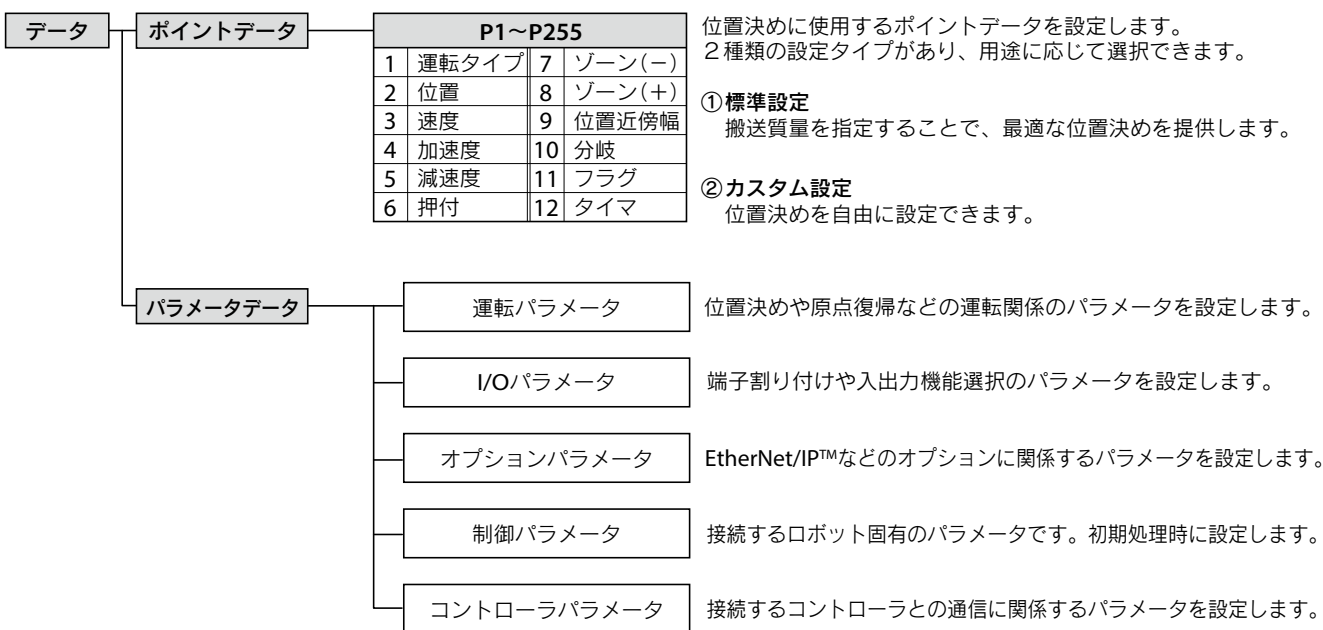 データ
ポイントデータ
P1～P255
1 運転タイプ 7 ゾーン(－)
2 位置 8 ゾーン(＋)
3 速度 9 位置近傍幅
4 加速度 10 分岐
5 減速度 11 フラグ
6 押付 12 タイマ
位置決めに使用するポイントデータを設定します。
２種類の設定タイプがあり、用途に応じて選択できます。
①標準設定
搬送質量を指定することで、最適な位置決めを提供します。
②カスタム設定
位置決めを自由に設定できます。
パラメータデータ
運転パラメータ
位置決めや原点復帰などの運転関係のパラメータを設定します。
I/Oパラメータ
端子割り付けや入出力機能選択のパラメータを設定します。
オプションパラメータ
EtherNet/IP™などのオプションに関係するパラメータを設定します。
制御パラメータ
接続するロボット固有のパラメータです。初期処理時に設定します。
コントローラパラメータ
接続するコントローラとの通信に関係するパラメータを設定します。